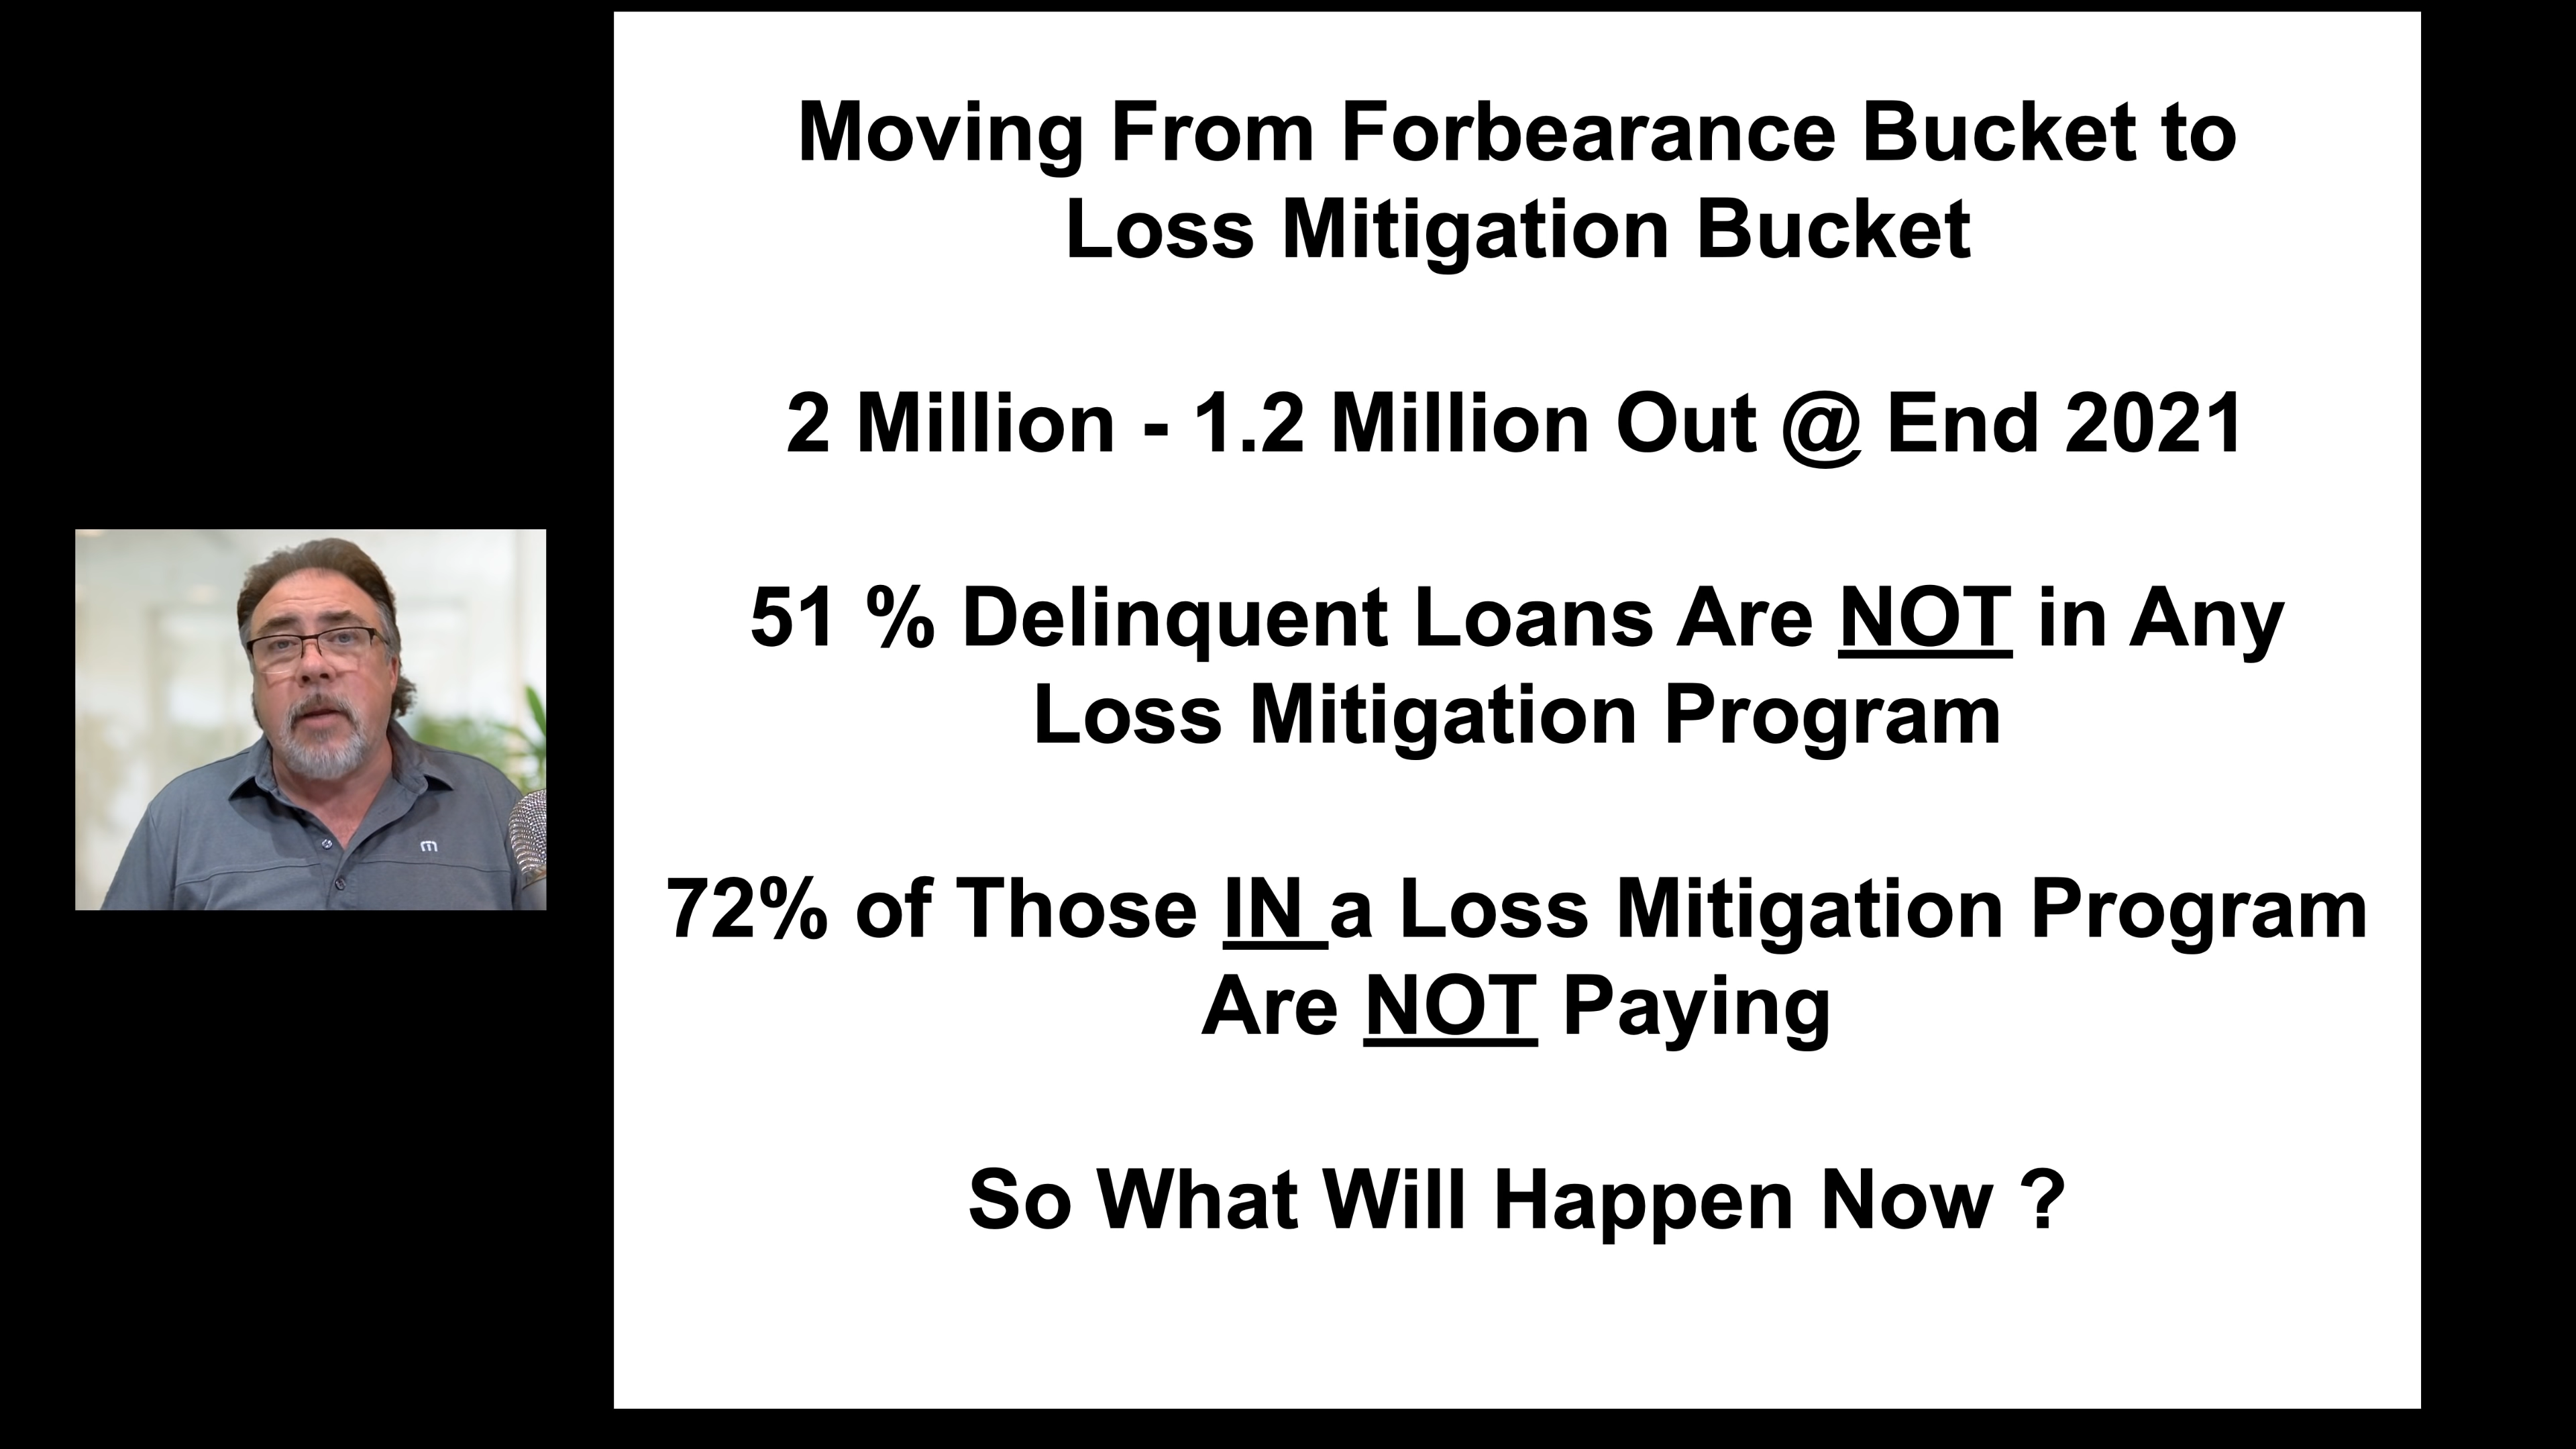 Moving From Forbearance Bucket to
Loss Mitigation Bucket
2 Million - 1.2 Million Out @ End 2021
51 % Delinquent Loans Are NOT in Any
Loss Mitigation Program
72% of Those IN a Loss Mitigation Program
Are NOT Paying
So What Will Happen Now ?
m